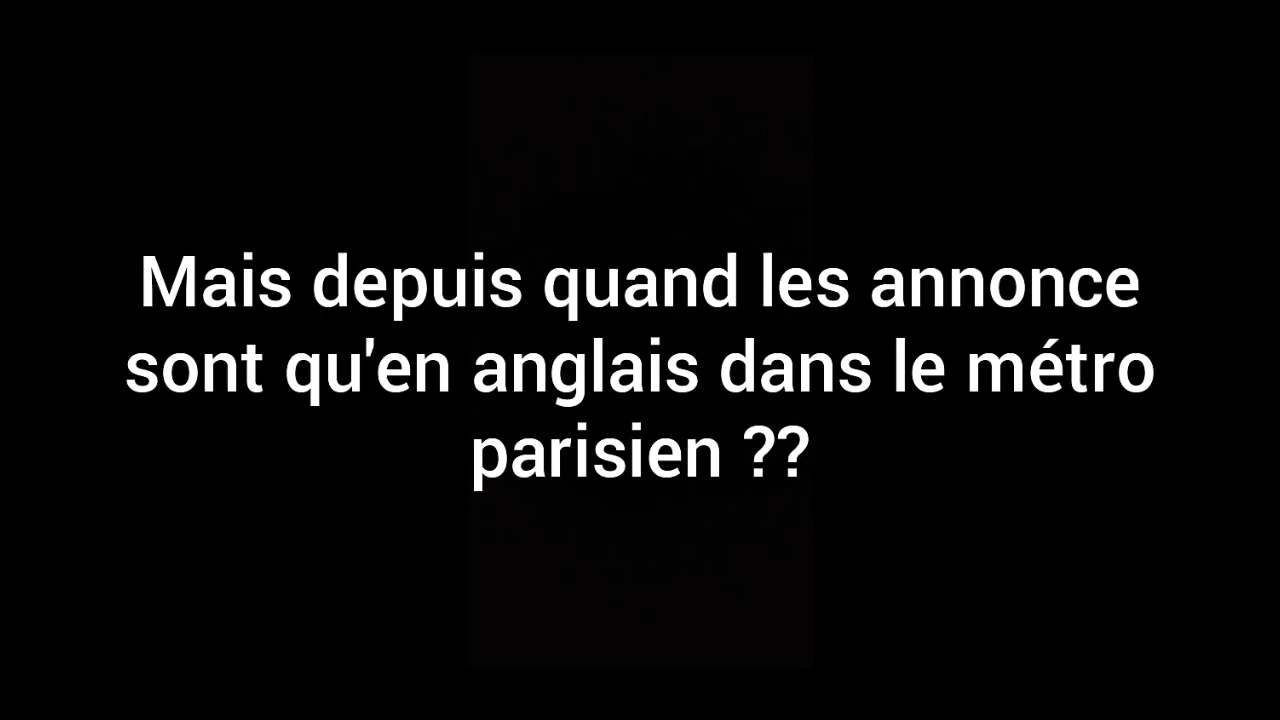 Mais depuis quand les annonce
sont qu'en anglais dans le métro
parisien ??